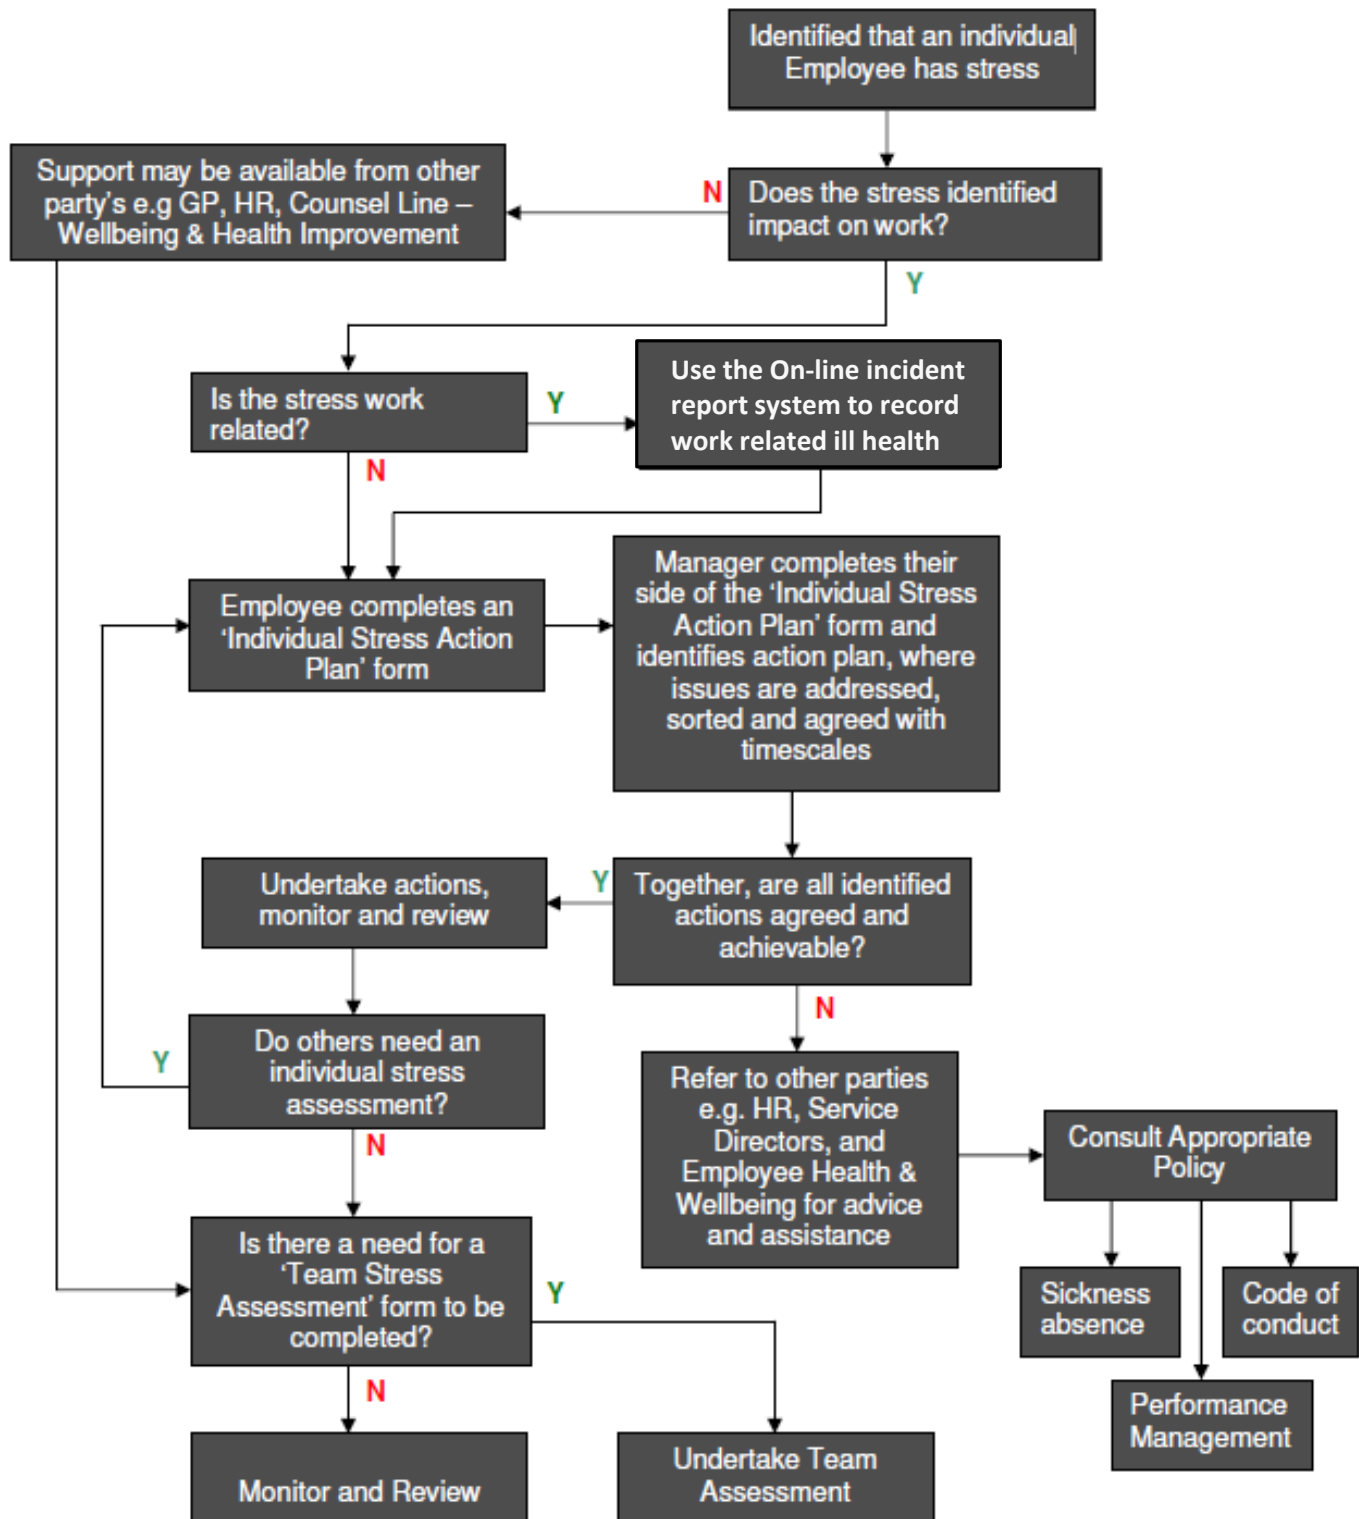 Identified that an individual
Employee has stress
Support may be available from other
party's e.g GP, HR, Counsel Line –
Wellbeing & Health Improvement
N
Does the stress identified
impact on work?
Y
Is the stress work
related?
Y
Use the On-line incident
report system to record
work related ill health
N
Employee completes an
‘Individual Stress Action
Plan’ form
Manager completes their
side of the ‘Individual Stress
Action Plan’ form and
identifies action plan, where
issues are addressed,
sorted and agreed with
timescales
Undertake actions,
monitor and review
Y
Together, are all identified
actions agreed and
achievable?
N
Y
Do others need an
individual stress
assessment?
N
Refer to other parties
e.g. HR, Service
Directors, and
Employee Health &
Wellbeing for advice
and assistance
Consult Appropriate
Policy
Sickness
absence
Code of
conduct
Performance
Management
Is there a need for a
‘Team Stress
Assessment’ form to be
completed?
Y
N
Monitor and Review
Undertake Team
Assessment